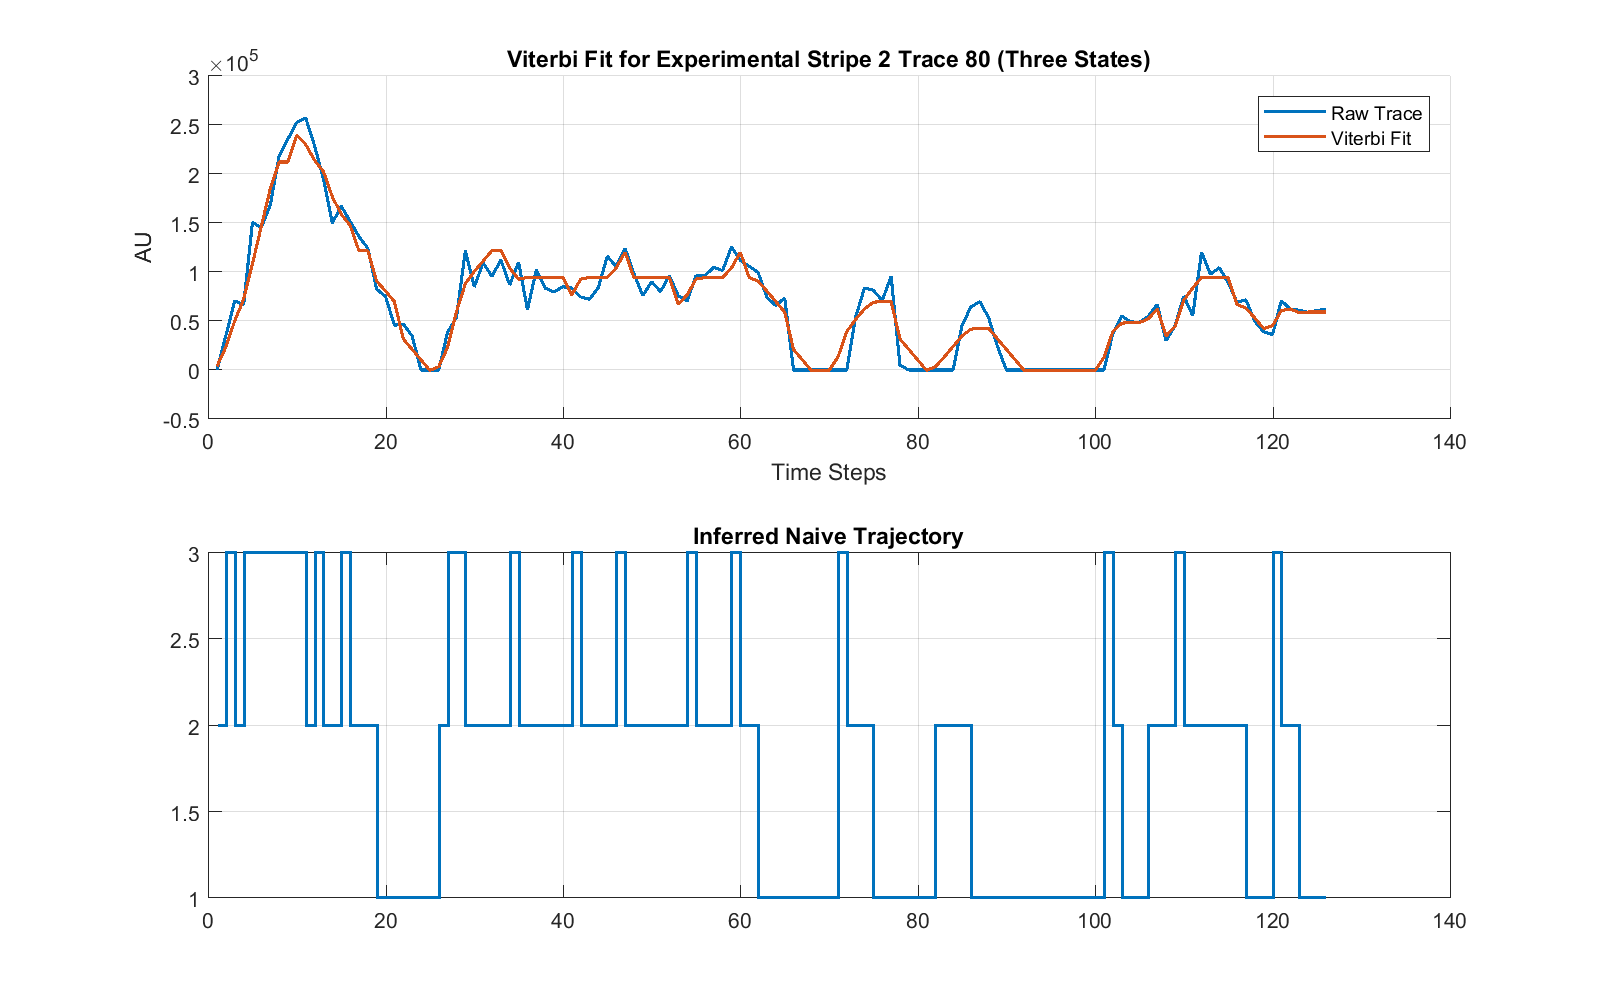 Viterbi Fit for Experimental Stripe 2 Trace 80 (Three States)
×10^5
3
2.5
2
1.5
1
0.5
0
-0.5
AU
Raw Trace
Viterbi Fit
0 20 40 60 80 100 120 140
Time Steps
Inferred Naive Trajectory
3
2.5
2
1.5
1
0 20 40 60 80 100 120 140